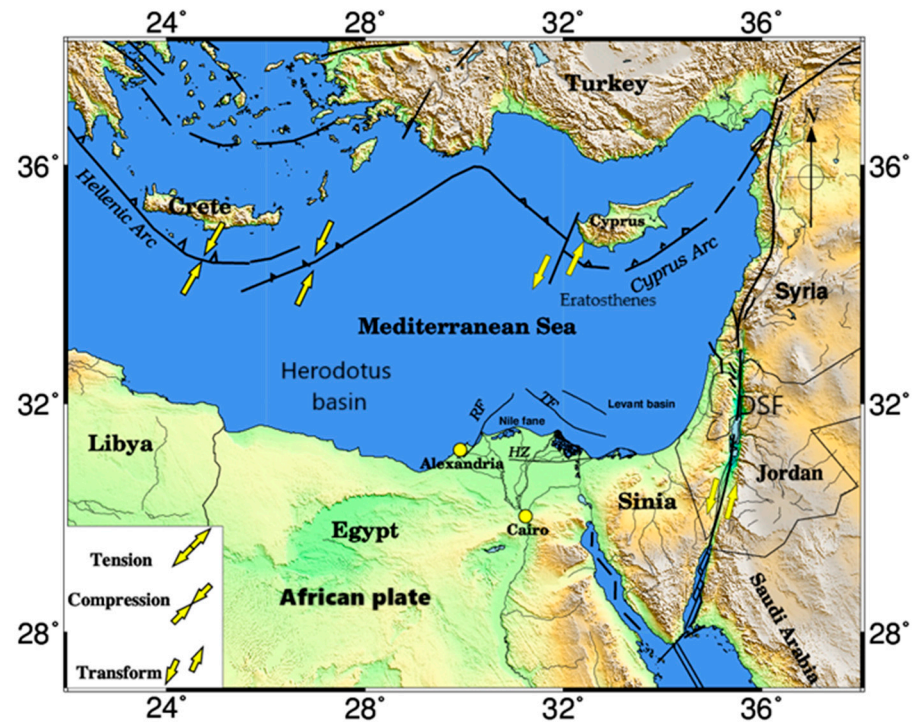 24°
28°
32°
36°
Turkey
N
36°
36°
Crete
Hellenic Arc
Cyprus
Cyprus Arc
Eratosthenes
Syria
Mediterranean Sea
Herodotus
basin
32°
32°
RF
TF
Levant basin
DSF
Nile fane
Libya
HZ
Alexandria
Jordan
Sinia
Egypt
Cairo
African plate
Saudi Arabia
Tension
Compression
Transform
28°
28°
24°
28°
32°
36°